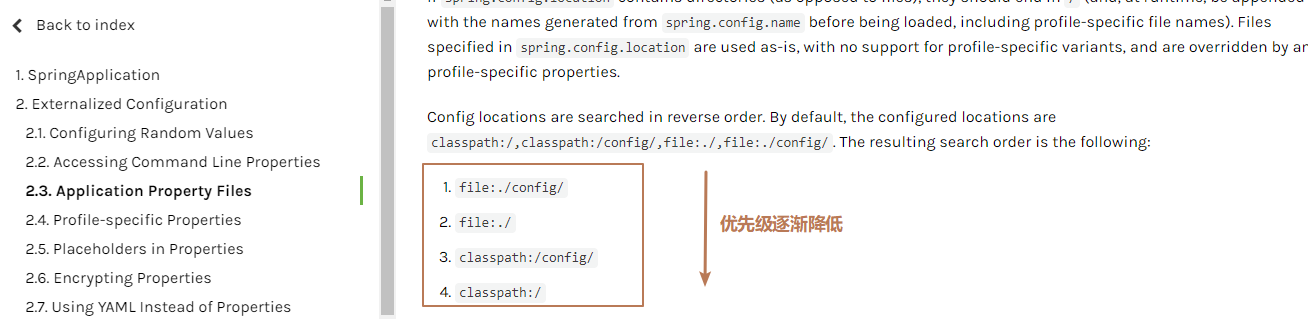 Back to index
1. SpringApplication
2. Externalized Configuration
2.1. Configuring Random Values
2.2. Accessing Command Line Properties
2.3. Application Property Files
2.4. Profile-specific Properties
2.5. Placeholders in Properties
2.6. Encrypting Properties
2.7. Using YAML Instead of Properties
with the names generated from spring.config.name before being loaded, including profile-specific file names). Files
specified in spring.config.location are used as-is, with no support for profile-specific variants, and are overridden by an
profile-specific properties.
Config locations are searched in reverse order. By default, the configured locations are
classpath:/,classpath:/config/,file:./,file:./config/. The resulting search order is the following:
1. file:./config/
2. file:./
3. classpath:/config/
4. classpath:/
优先级逐渐降低